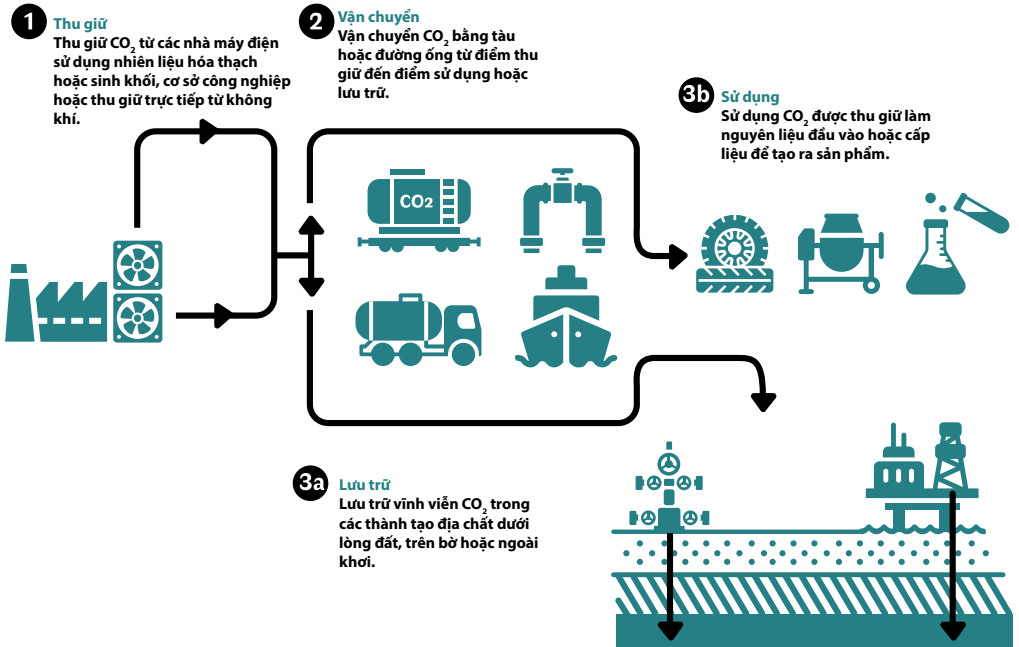 1
Thu giữ
Thu giữ CO₂ từ các nhà máy điện
sử dụng nhiên liệu hóa thạch
hoặc sinh khối, cơ sở công nghiệp
hoặc thu giữ trực tiếp từ không
khí.
2
Vận chuyển
Vận chuyển CO₂ bằng tàu
hoặc đường ống từ điểm thu
giữ đến điểm sử dụng hoặc
lưu trữ.
3b
Sử dụng
Sử dụng CO₂ được thu giữ làm
nguyên liệu đầu vào hoặc cấp
liệu để tạo ra sản phẩm.
CO2
3a
Lưu trữ
Lưu trữ vĩnh viễn CO₂ trong
các thành tạo địa chất dưới
lòng đất, trên bờ hoặc ngoài
khơi.